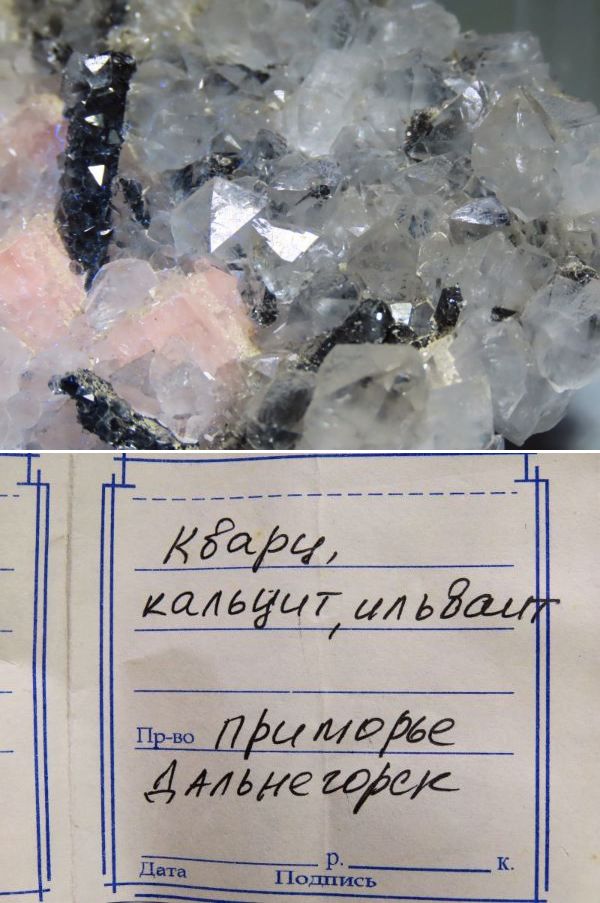 Кварц,
кальцит, ильваит
Пр-во Приморье
Дальнегорск
р. к.
Дата Подпись